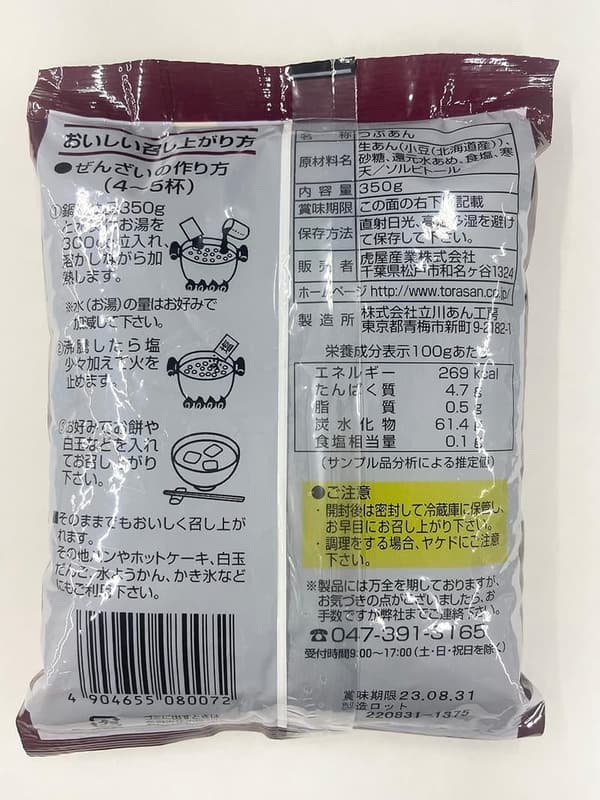 おいしい召し上がり方
●ぜんざいの作り方
(4〜5杯)
350g
お湯を
入れ、
溶かしながら加
熱します。
※水(お湯)の量はお好みで
加減して下さい。
沸騰したら塩
少々加えて火を
止めます。
お好みでお餅や
白玉などを入れ
てお召し上がり
下さい。
■そのままでもおいしく召し上が
れます。
その他パンやホットケーキ、白玉
だんご、水ようかん、かき氷など
にもご利用下さい。
4 904655 080072
名称 つぶあん
原材料名 生あん(小豆(北海道産))、
砂糖、還元水あめ、食塩、寒
天/ソルビトール
内容量 350g
賞味期限 この面の右下に記載
保存方法 直射日光、高温多湿を避け
て保存して下さい。
販売者 虎屋産業株式会社
千葉県松戸市和名ヶ谷1324
ホームページ http://www.torasan.co.jp/
製造所 株式会社立川あん工房
東京都青梅市新町9-2182-1
栄養成分表示100gあたり
エネルギー 269 kcal
たんぱく質 4.7 g
脂質 0.5 g
炭水化物 61.4 g
食塩相当量 0.1 g
(サンプル品分析による推定値)
●ご注意
・開封後は密封して冷蔵庫に保管し、
お早目にお召し上がり下さい。
・調理をする場合、ヤケドにご注意
下さい。
※製品には万全を期しておりますが、
お気づきの点がございましたら、お
手数ですが弊社までご連絡下さい。
☎047-391-3165
受付時間9:00〜17:00(土・日・祝日を除く)
賞味期限23.08.31
製造ロット
220831-1375